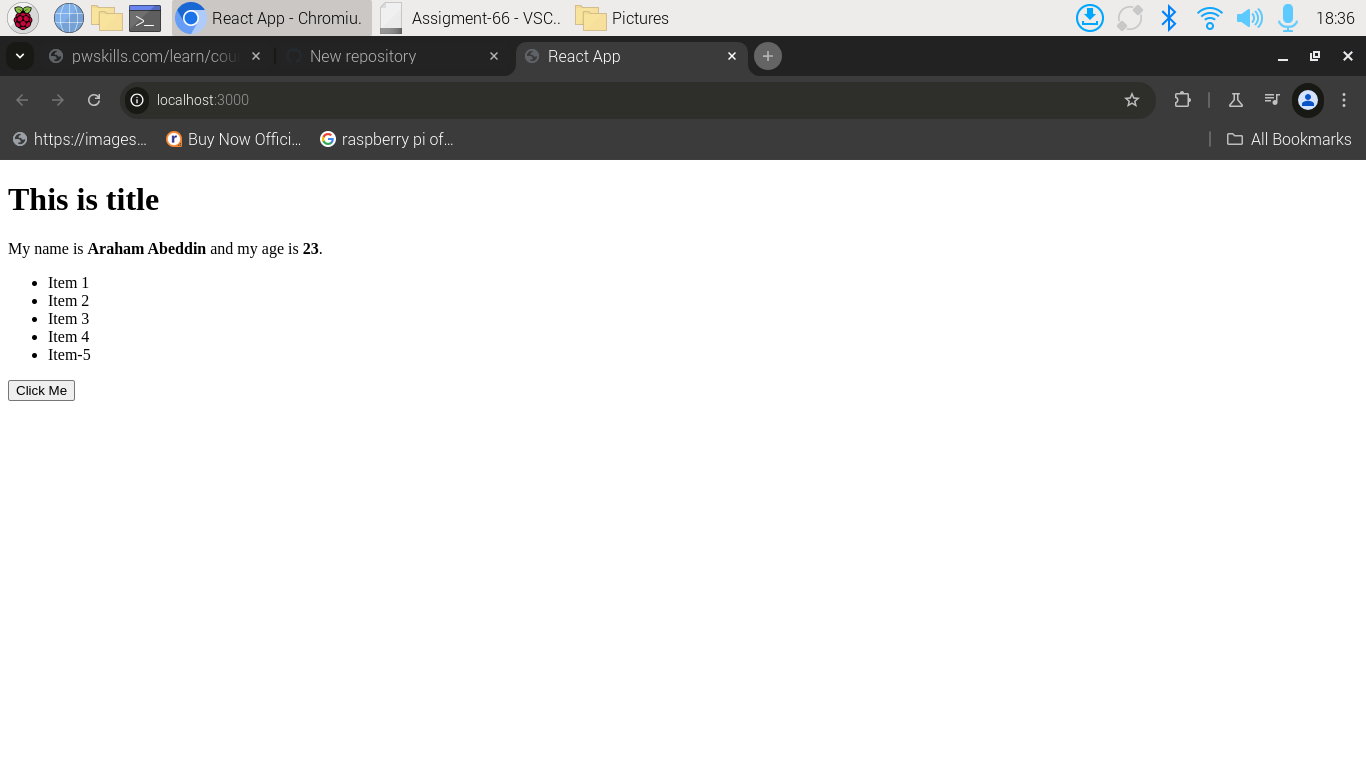 React App - Chromiu.
Assigment-66 - VSC..
Pictures
18:36
pwskills.com/learn/cou
New repository
React App
localhost:3000
https://images...
Buy Now Offici...
raspberry pi of...
All Bookmarks
This is title
My name is Araham Abeddin and my age is 23.
Item 1
Item 2
Item 3
Item 4
Item-5
Click Me